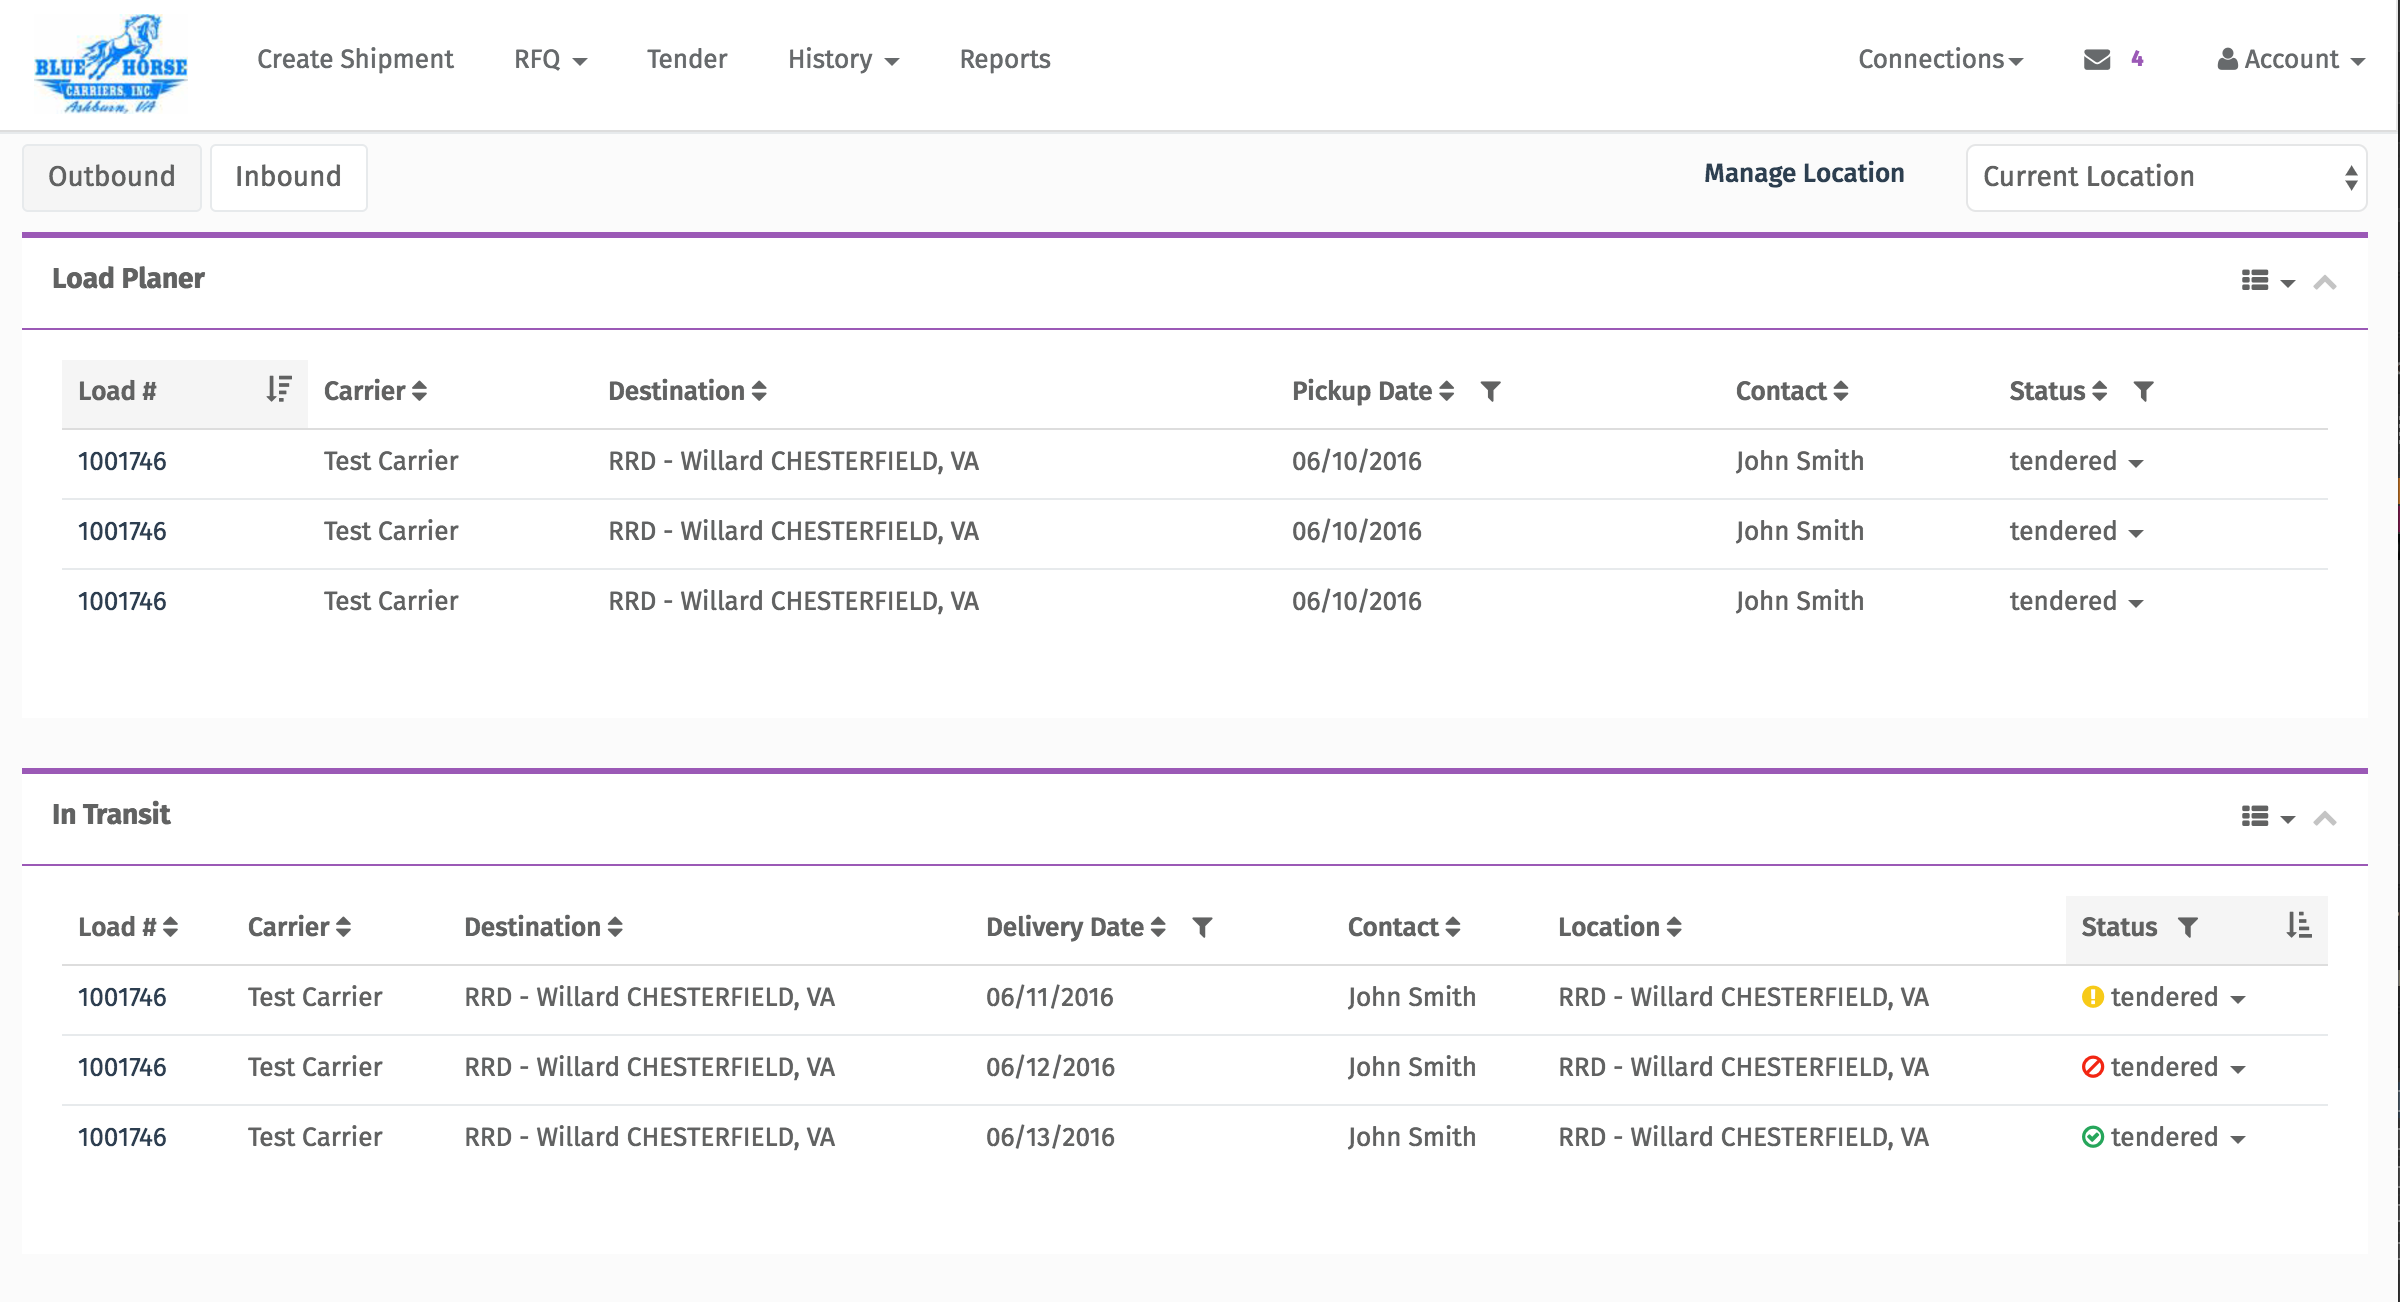 BLUE HORSE
CARRIERS, INC.
Ashburn, VA
Create Shipment RFQ Tender History Reports Connections 4 Account
Outbound Inbound Manage Location Current Location
Load Planer
Load # Carrier Destination Pickup Date Contact Status
1001746 Test Carrier RRD - Willard CHESTERFIELD, VA 06/10/2016 John Smith tendered
1001746 Test Carrier RRD - Willard CHESTERFIELD, VA 06/10/2016 John Smith tendered
1001746 Test Carrier RRD - Willard CHESTERFIELD, VA 06/10/2016 John Smith tendered
In Transit
Load # Carrier Destination Delivery Date Contact Location Status
1001746 Test Carrier RRD - Willard CHESTERFIELD, VA 06/11/2016 John Smith RRD - Willard CHESTERFIELD, VA tendered
1001746 Test Carrier RRD - Willard CHESTERFIELD, VA 06/12/2016 John Smith RRD - Willard CHESTERFIELD, VA tendered
1001746 Test Carrier RRD - Willard CHESTERFIELD, VA 06/13/2016 John Smith RRD - Willard CHESTERFIELD, VA tendered